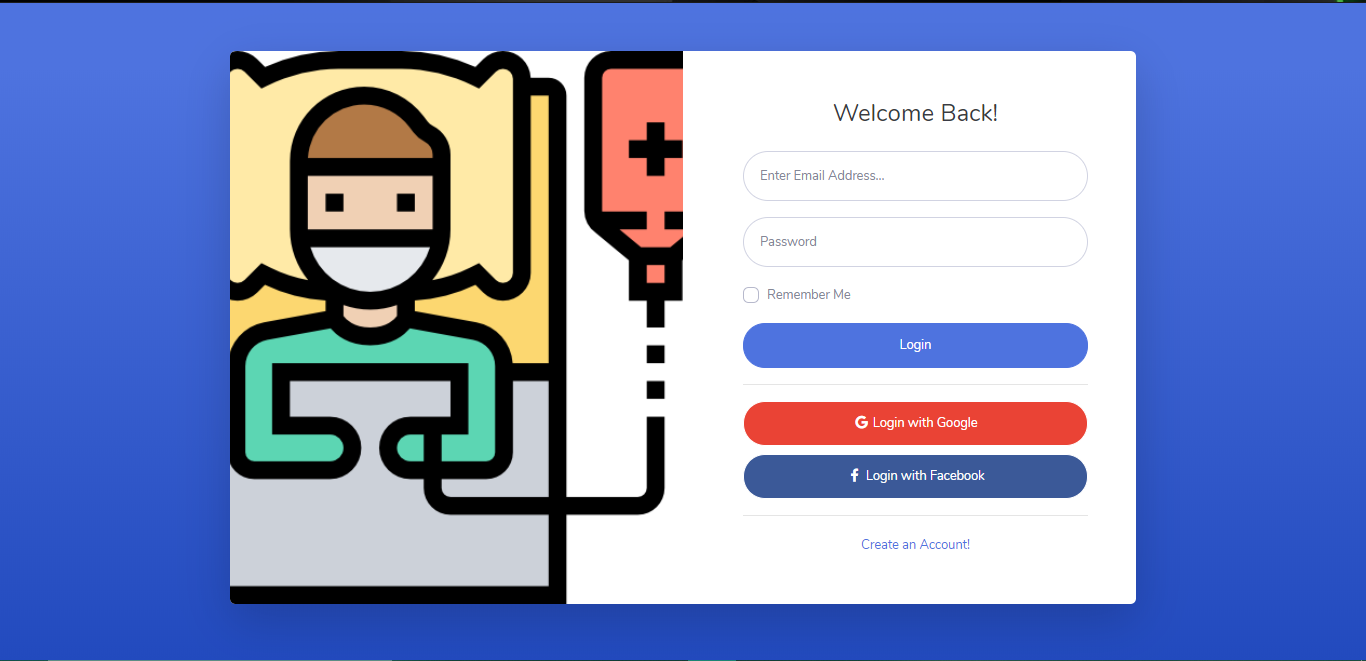 Welcome Back!
Enter Email Address...
Password
Remember Me
Login
Login with Google
Login with Facebook
Create an Account!